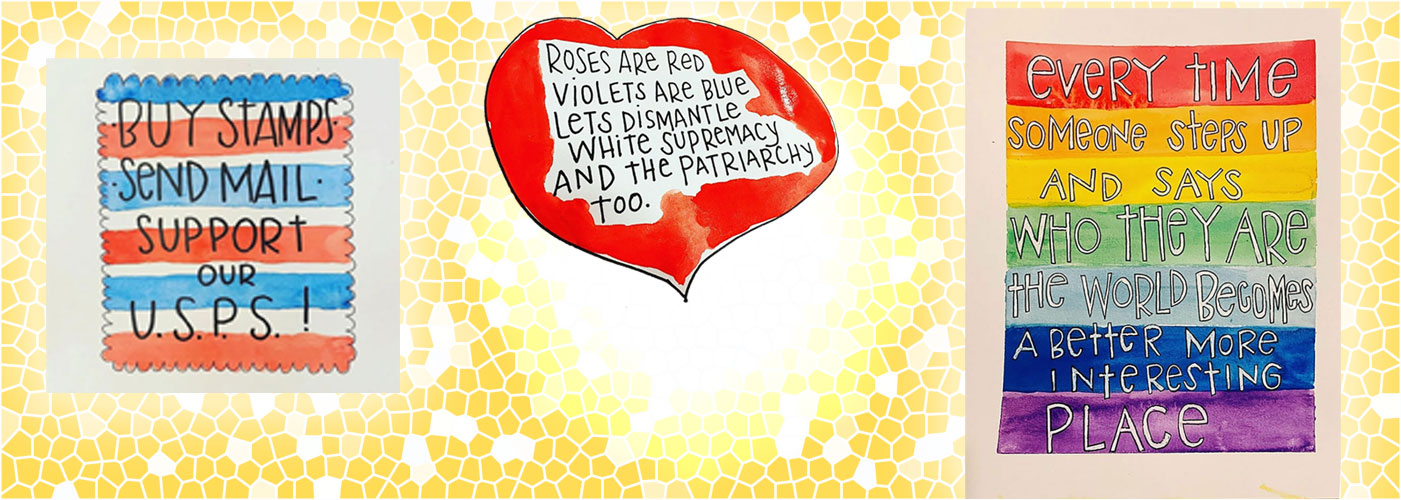 BUY STAMPS·
·SEND MAIL·
SUPPORT
OUR
U.S.P.S.!
ROSES ARE RED
VIOLETS ARE BLUE
LETS DISMANTLE
WHITE SUPREMACY
AND THE PATRIARCHY
TOO.
EVERY TIME
SOMEONE STEPS UP
AND SAYS
WHO THEY ARE
THE WORLD BECOMES
A BETTER MORE
INTERESTING
PLACE